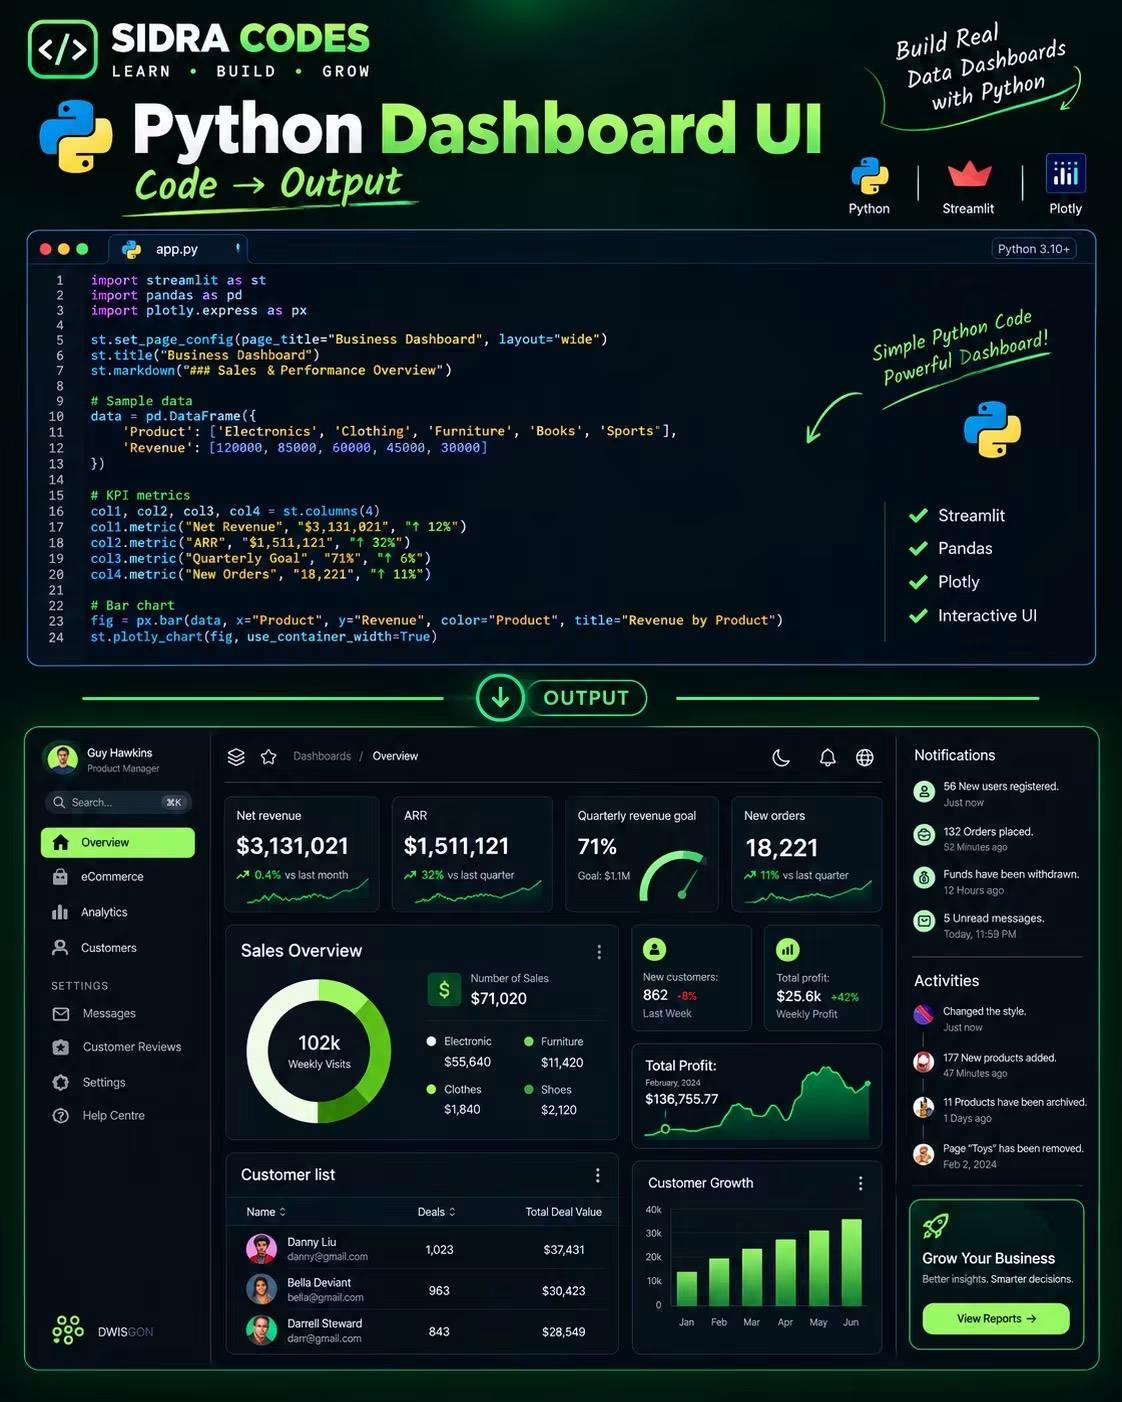 </> SIDRA CODES
LEARN • BUILD • GROW
Build Real
Data Dashboards
with Python
Python Dashboard UI
Code → Output
Python
Streamlit
Plotly
app.py
Python 3.10+
1 import streamlit as st
2 import pandas as pd
3 import plotly.express as px
4
5 st.set_page_config(page_title="Business Dashboard", layout="wide")
6 st.title("Business Dashboard")
7 st.markdown("### Sales & Performance Overview")
8
9 # Sample data
10 data = pd.DataFrame({
11 'Product': ['Electronics', 'Clothing', 'Furniture', 'Books', 'Sports"],
12 'Revenue': [120000, 85000, 60000, 45000, 30000]
13 })
14
15 # KPI metrics
16 col1, col2, col3, col4 = st.columns(4)
17 col1.metric("Net Revenue", "$3,131,021", "↑ 12%")
18 col2.metric("ARR", "$1,511,121", "↑ 32%")
19 col3.metric("Quarterly Goal", "71%", "↑ 6%")
20 col4.metric("New Orders", "18,221", "↑ 11%")
21
22 # Bar chart
23 fig = px.bar(data, x="Product", y="Revenue", color="Product", title="Revenue by Product")
24 st.plotly_chart(fig, use_container_width=True)
Simple Python Code
Powerful Dashboard!
✓ Streamlit
✓ Pandas
✓ Plotly
✓ Interactive UI
OUTPUT
Guy Hawkins
Product Manager
Search... ⌘K
Overview
eCommerce
Analytics
Customers
SETTINGS
Messages
Customer Reviews
Settings
Help Centre
DWISGON
Dashboards / Overview
Net revenue
$3,131,021
0.4% vs last month
ARR
$1,511,121
32% vs last quarter
Quarterly revenue goal
71%
Goal: $1.1M
New orders
18,221
11% vs last quarter
Sales Overview
102k
Weekly Visits
$
Number of Sales
$71,020
Electronic
$55,640
Furniture
$11,420
Clothes
$1,840
Shoes
$2,120
New customers:
862 -8%
Last Week
Total profit:
$25.6k +42%
Weekly Profit
Total Profit:
February, 2024
$136,755.77
Customer list
Name Deals Total Deal Value
Danny Liu
danny@gmail.com
1,023 $37,431
Bella Deviant
bella@gmail.com
963 $30,423
Darrell Steward
darr@gmail.com
843 $28,549
Customer Growth
40k
30k
20k
10k
0
Jan Feb Mar Apr May Jun
Notifications
56 New users registered.
Just now
132 Orders placed.
52 Minutes ago
Funds have been withdrawn.
12 Hours ago
5 Unread messages.
Today, 11:59 PM
Activities
Changed the style.
Just now
177 New products added.
47 Minutes ago
11 Products have been archived.
1 Days ago
Page “Toys” has been removed.
Feb 2, 2024
Grow Your Business
Better insights. Smarter decisions.
View Reports →